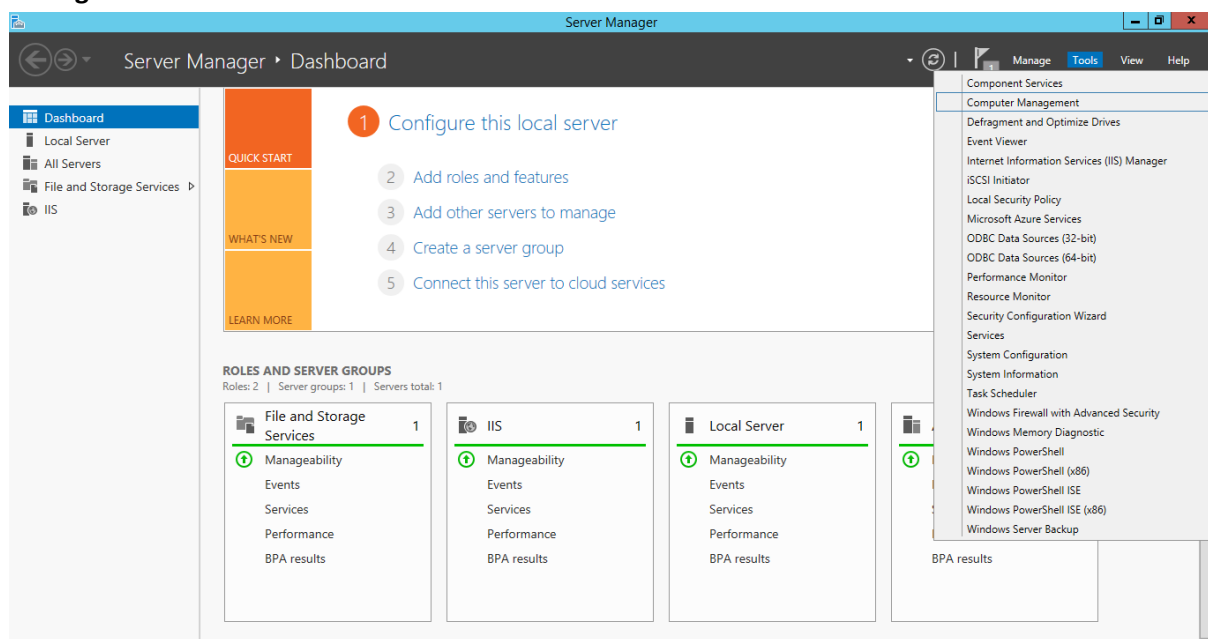 Server Manager
Server Manager • Dashboard
1
Manage
Tools
View
Help
Dashboard
Local Server
All Servers
File and Storage Services
IIS
QUICK START
WHAT'S NEW
LEARN MORE
1 Configure this local server
2 Add roles and features
3 Add other servers to manage
4 Create a server group
5 Connect this server to cloud services
Component Services
Computer Management
Defragment and Optimize Drives
Event Viewer
Internet Information Services (IIS) Manager
iSCSI Initiator
Local Security Policy
Microsoft Azure Services
ODBC Data Sources (32-bit)
ODBC Data Sources (64-bit)
Performance Monitor
Resource Monitor
Security Configuration Wizard
Services
System Configuration
System Information
Task Scheduler
Windows Firewall with Advanced Security
Windows Memory Diagnostic
Windows PowerShell
Windows PowerShell (x86)
Windows PowerShell ISE
Windows PowerShell ISE (x86)
Windows Server Backup
ROLES AND SERVER GROUPS
Roles: 2 | Server groups: 1 | Servers total: 1
File and Storage
Services
1
Manageability
Events
Services
Performance
BPA results
IIS 1
Manageability
Events
Services
Performance
BPA results
Local Server 1
Manageability
Events
Services
Performance
BPA results
BPA results